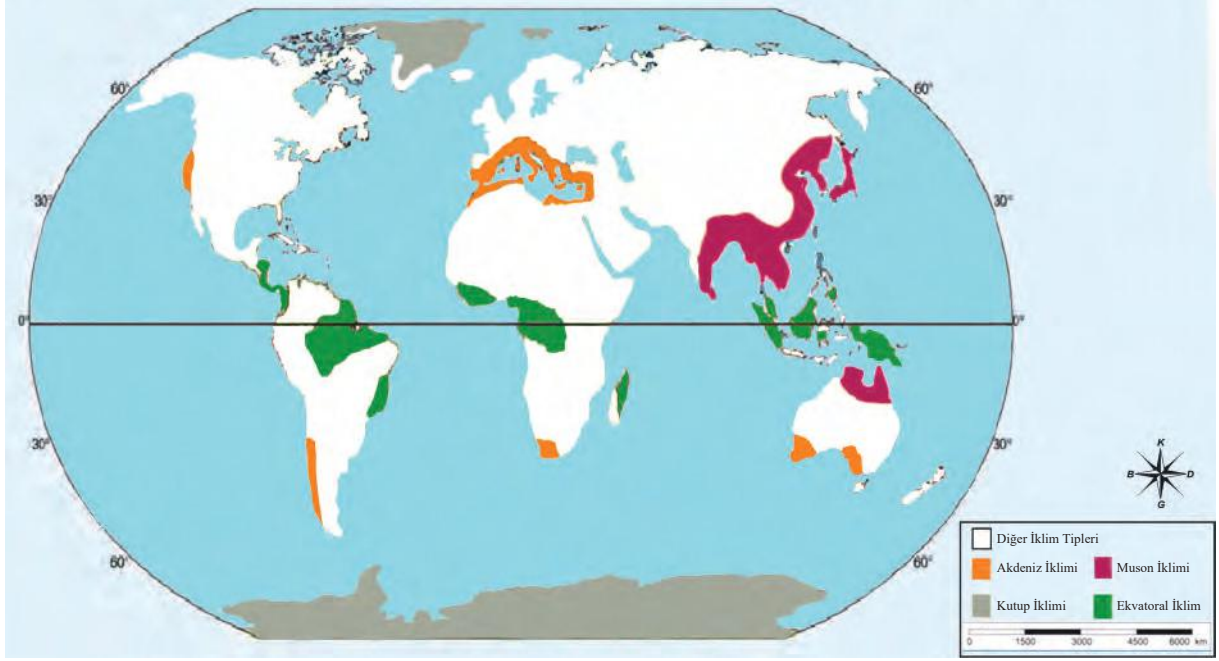 60° 60°
30° 30°
0° 0°
30° 30°
60° 60°
K
B D
G
Diğer İklim Tipleri
Akdeniz İklimi Muson İklimi
Kutup İklimi Ekvatoral İklim
0 1500 3000 4500 6000 km